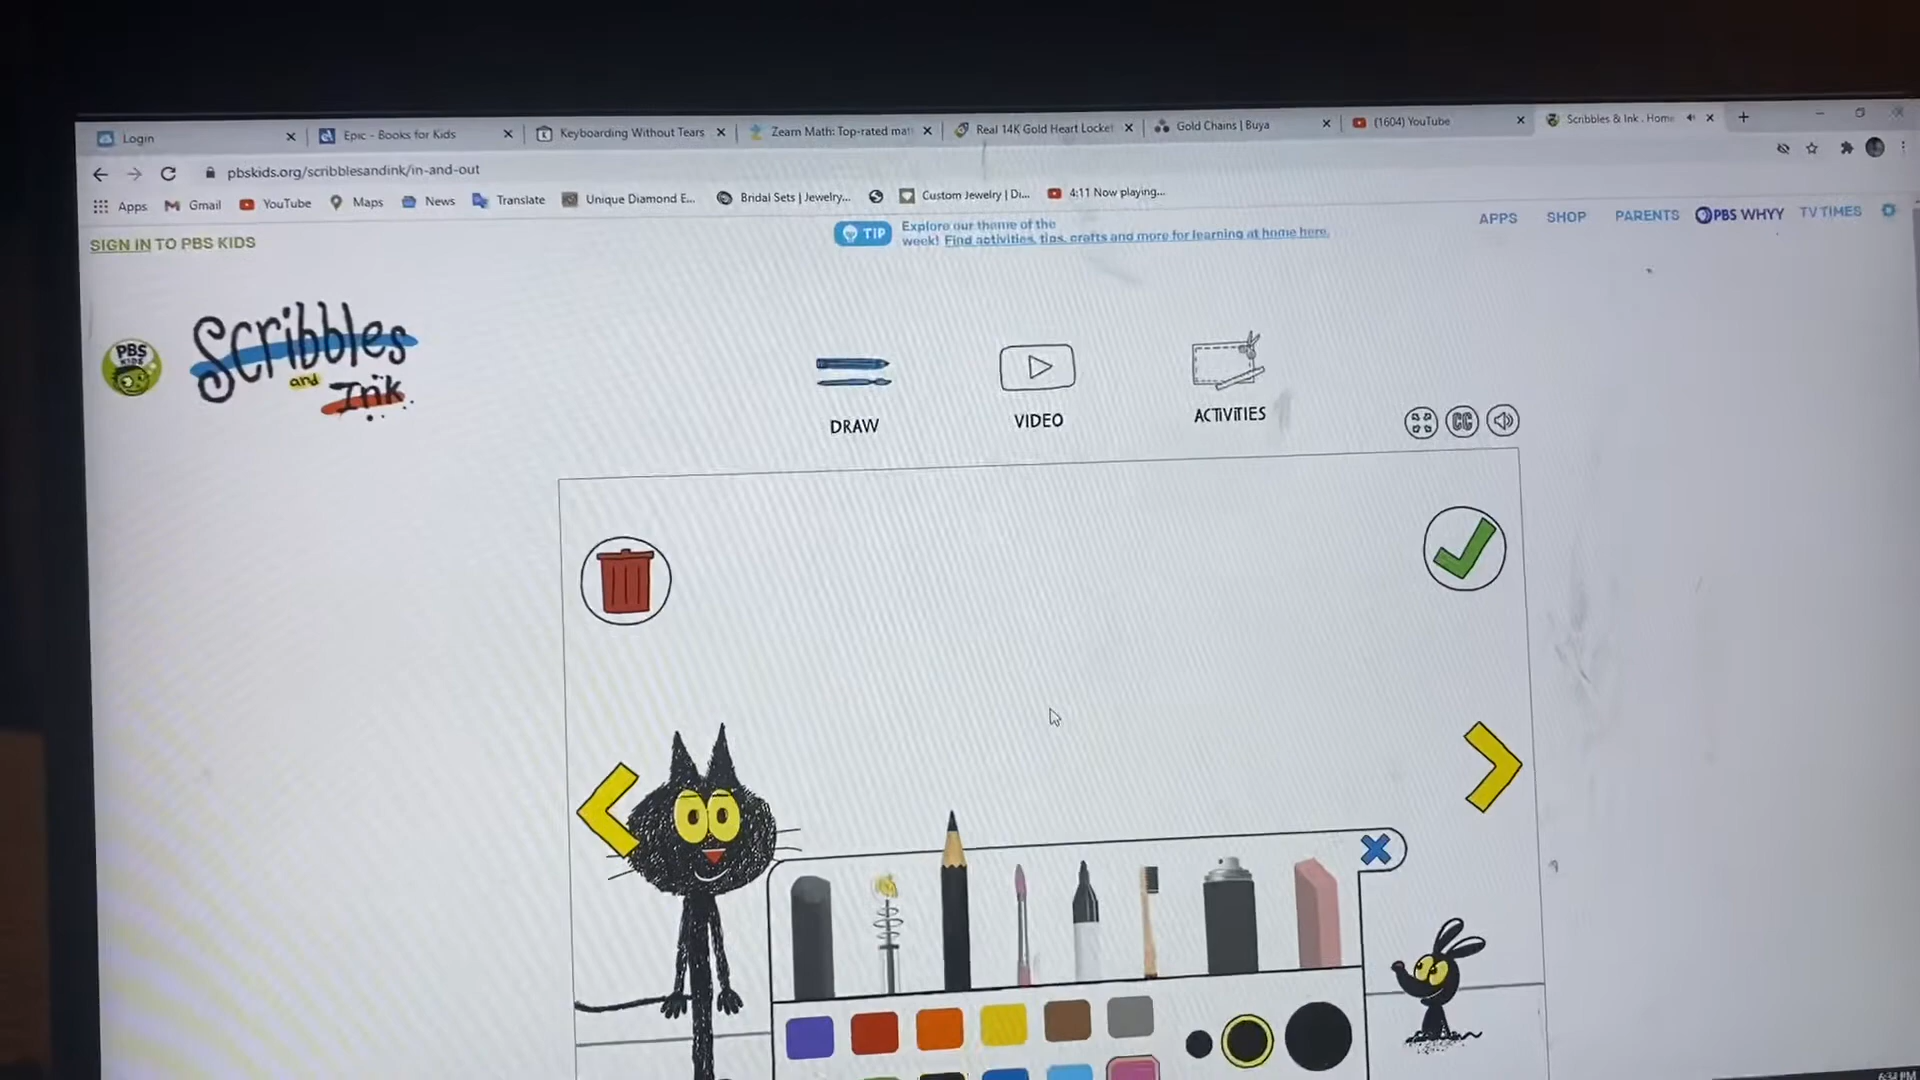 Login
Epic - Books for Kids
Keyboarding Without Tears
Zearn Math: Top-rated mat
Real 14K Gold Heart Locket
Gold Chains | Buya
(1604) YouTube
Scribbles & Ink . Home
pbskids.org/scribblesandink/in-and-out
Apps
Gmail
YouTube
Maps
News
Translate
Unique Diamond E...
Bridal Sets | Jewelry...
Custom Jewelry | Di...
4:11 Now playing...
SIGN IN TO PBS KIDS
TIP
Explore our theme of the
week! Find activities, tips, crafts and more for learning at home here.
APPS
SHOP
PARENTS
PBS WHYY
TV TIMES
PBS
KIDS
Scribbles
and
Ink
DRAW
VIDEO
ACTIVITIES
CC
6:32 PM